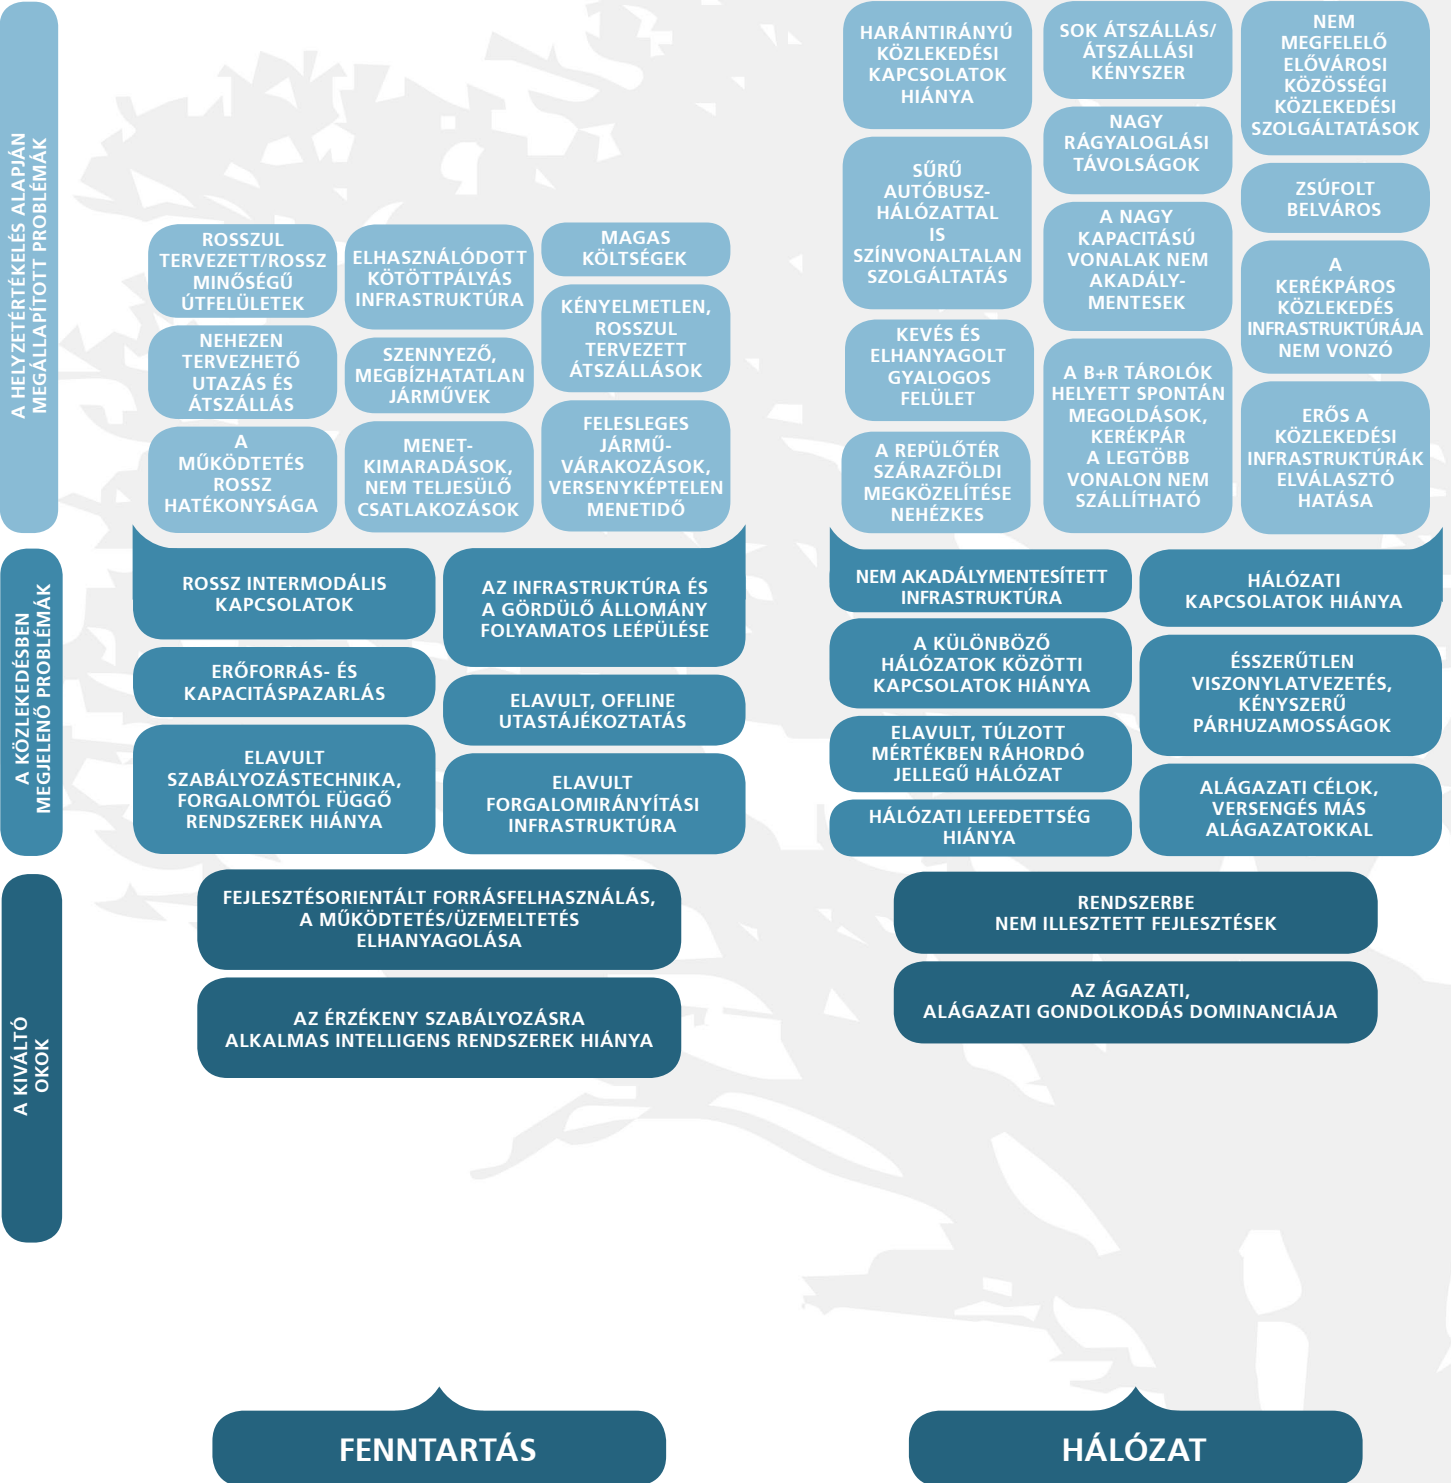 A HELYZETÉRTÉKELÉS ALAPJÁN
MEGÁLLAPÍTOTT PROBLÉMÁK
ROSSZUL
TERVEZETT/ROSSZ
MINŐSÉGŰ
ÚTFELÜLETEK
NEHEZEN
TERVEZHETŐ
UTAZÁS ÉS
ÁTSZÁLLÁS
A
MŰKÖDTETÉS
ROSSZ
HATÉKONYSÁGA
ELHASZNÁLÓDOTT
KÖTÖTTPÁLYÁS
INFRASTRUKTÚRA
SZENNYEZŐ,
MEGBÍZHATATLAN
JÁRMŰVEK
MENET-
KIMARADÁSOK,
NEM TELJESÜLŐ
CSATLAKOZÁSOK
MAGAS
KÖLTSÉGEK
KÉNYELMETLEN,
ROSSZUL
TERVEZETT
ÁTSZÁLLÁSOK
FELESLEGES
JÁRMŰ-
VÁRAKOZÁSOK,
VERSENYKÉPTELEN
MENETIDŐ
HARÁNTIRÁNYÚ
KÖZLEKEDÉSI
KAPCSOLATOK
HIÁNYA
SŰRŰ
AUTÓBUSZ-
HÁLÓZATTAL
IS
SZÍNVONALTALAN
SZOLGÁLTATÁS
KEVÉS ÉS
ELHANYAGOLT
GYALOGOS
FELÜLET
A REPÜLŐTÉR
SZÁRAZFÖLDI
MEGKÖZELÍTÉSE
NEHÉZKES
SOK ÁTSZÁLLÁS/
ÁTSZÁLLÁSI
KÉNYSZER
NAGY
RÁGYALOGLÁSI
TÁVOLSÁGOK
A NAGY
KAPACITÁSÚ
VONALAK NEM
AKADÁLY-
MENTESEK
A B+R TÁROLÓK
HELYETT SPONTÁN
MEGOLDÁSOK,
KERÉKPÁR
A LEGTÖBB
VONALON NEM
SZÁLLÍTHATÓ
NEM
MEGFELELŐ
ELŐVÁROSI
KÖZÖSSÉGI
KÖZLEKEDÉSI
SZOLGÁLTATÁSOK
ZSÚFOLT
BELVÁROS
A
KERÉKPÁROS
KÖZLEKEDÉS
INFRASTRUKTÚRÁJA
NEM VONZÓ
ERŐS A
KÖZLEKEDÉSI
INFRASTRUKTÚRÁK
ELVÁLASZTÓ
HATÁSA
A KÖZLEKEDÉSBEN
MEGJELENŐ PROBLÉMÁK
ROSSZ INTERMODÁLIS
KAPCSOLATOK
ERŐFORRÁS- ÉS
KAPACITÁSPAZARLÁS
ELAVULT
SZABÁLYOZÁSTECHNIKA,
FORGALOMTÓL FÜGGŐ
RENDSZEREK HIÁNYA
AZ INFRASTRUKTÚRA ÉS
A GÖRDÜLŐ ÁLLOMÁNY
FOLYAMATOS LEÉPÜLÉSE
ELAVULT, OFFLINE
UTASTÁJÉKOZTATÁS
ELAVULT
FORGALOMIRÁNYÍTÁSI
INFRASTRUKTÚRA
NEM AKADÁLYMENTESÍTETT
INFRASTRUKTÚRA
A KÜLÖNBÖZŐ
HÁLÓZATOK KÖZÖTTI
KAPCSOLATOK HIÁNYA
ELAVULT, TÚLZOTT
MÉRTÉKBEN RÁHORDÓ
JELLEGŰ HÁLÓZAT
HÁLÓZATI LEFEDETTSÉG
HIÁNYA
HÁLÓZATI
KAPCSOLATOK HIÁNYA
ÉSSZERŰTLEN
VISZONYLATVEZETÉS,
KÉNYSZERŰ
PÁRHUZAMOSSÁGOK
ALÁGAZATI CÉLOK,
VERSENGÉS MÁS
ALÁGAZATOKKAL
A KIVÁLTÓ
OKOK
FEJLESZTÉSORIENTÁLT FORRÁSFELHASZNÁLÁS,
A MŰKÖDTETÉS/ÜZEMELTETÉS
ELHANYAGOLÁSA
AZ ÉRZÉKENY SZABÁLYOZÁSRA
ALKALMAS INTELLIGENS RENDSZEREK HIÁNYA
RENDSZERBE
NEM ILLESZTETT FEJLESZTÉSEK
AZ ÁGAZATI,
ALÁGAZATI GONDOLKODÁS DOMINANCIÁJA
FENNTARTÁS
HÁLÓZAT